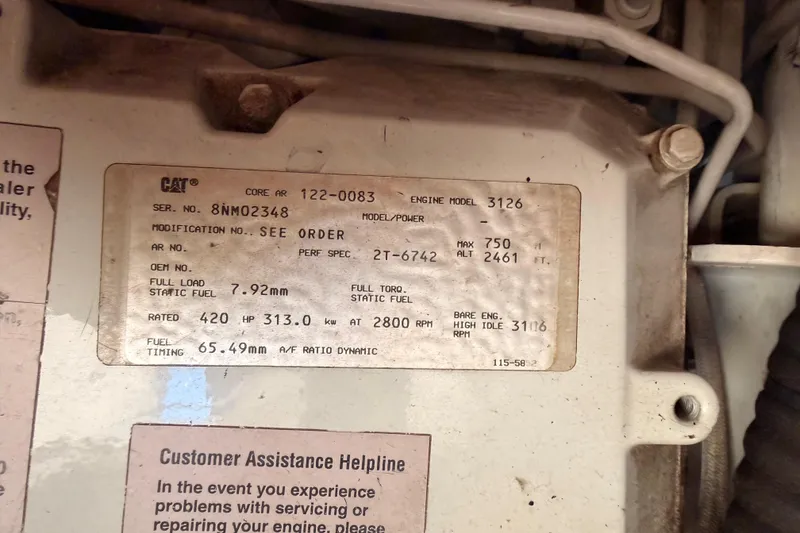 the
aler
lity,
CAT®
CORE AR 122-0083 ENGINE MODEL 3126
SER. NO. 8NM02348 MODEL/POWER -
MODIFICATION NO.. SEE ORDER
AR NO. PERF SPEC. 2T-6742 MAX ALT 750 M 2461 FT.
OEM NO.
FULL LOAD STATIC FUEL 7.92mm FULL TORQ. STATIC FUEL
RATED 420 HP 313.0 kw AT 2800 RPM BARE ENG. HIGH IDLE RPM
FUEL TIMING 65.49mm A/F RATIO DYNAMIC
Customer Assistance Helpline
In the event you experience
problems with servicing or
repairing your engine, please